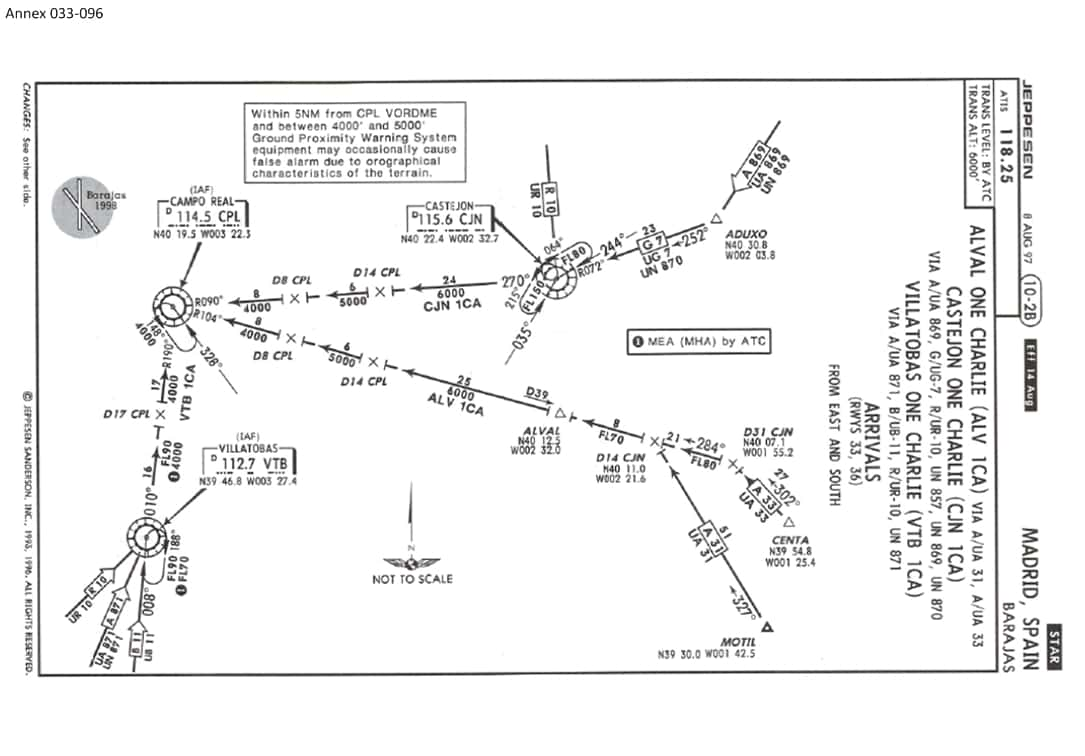 Annex 033-096
JEPPESEN
8 AUG 97
10-2B
Eff 14 Aug
MADRID, SPAIN
BARAJAS
STAR
ATIS 118.25
TRANS LEVEL: BY ATC
TRANS ALT: 6000'
ALVAL ONE CHARLIE (ALV 1CA) VIA A/UA 31, A/UA 33
CASTEJON ONE CHARLIE (CJN 1CA)
VIA A/UA 869, G/UG-7, R/UR-10, UN 857, UN 869, UN 870
VILLATOBAS ONE CHARLIE (VTB 1CA)
VIA A/UA 871, B/UB-11, R/UR-10, UN 871
ARRIVALS
(RWYS 33, 36)
FROM EAST AND SOUTH
Within 5NM from CPL VORDME
and between 4000' and 5000'
Ground Proximity Warning System
equipment may occasionally cause
false alarm due to orographical
characteristics of the terrain.
Barajas
1998
(IAF)
CAMPO REAL
D 114.5 CPL
N40 19.5 W003 22.3
CASTEJON
D 115.6 CJN
N40 22.4 W002 32.7
R 10
UR 10
A 869
UA 869
UN 869
ADUXO
N40 30.8
W002 03.8
23
244°
G 7
252°
UG 7
UN 870
R072°
064°
FL80
FL150
215°
035°
270°
24
6000
CJN 1CA
D14 CPL
6
5000
D8 CPL
8
4000
R090°
R104°
8
4000
D8 CPL
6
5000
D14 CPL
25
6000
ALV 1CA
D39
ALVAL
N40 12.5
W002 32.0
8
FL70
D14 CJN
N40 11.0
W002 21.6
21
284°
FL80
D31 CJN
N40 07.1
W001 55.2
27
302°
A 33
UA 33
CENTA
N39 54.8
W001 25.4
51
A 31
UA 31
327°
MOTIL
N39 30.0 W001 42.5
MEA (MHA) by ATC
148°
4000
328°
R190°
17
4000
VTB 1CA
D17 CPL
16
FL90
4000
010°
(IAF)
VILLATOBAS
D 112.7 VTB
N39 46.8 W003 27.4
188°
FL90
FL70
008°
R 10
UR 10
A 871
UA 871
UN 871
B 11
UB 11
N
NOT TO SCALE
CHANGES: See other side.
© JEPPESEN SANDERSON, INC., 1993, 1996. ALL RIGHTS RESERVED.